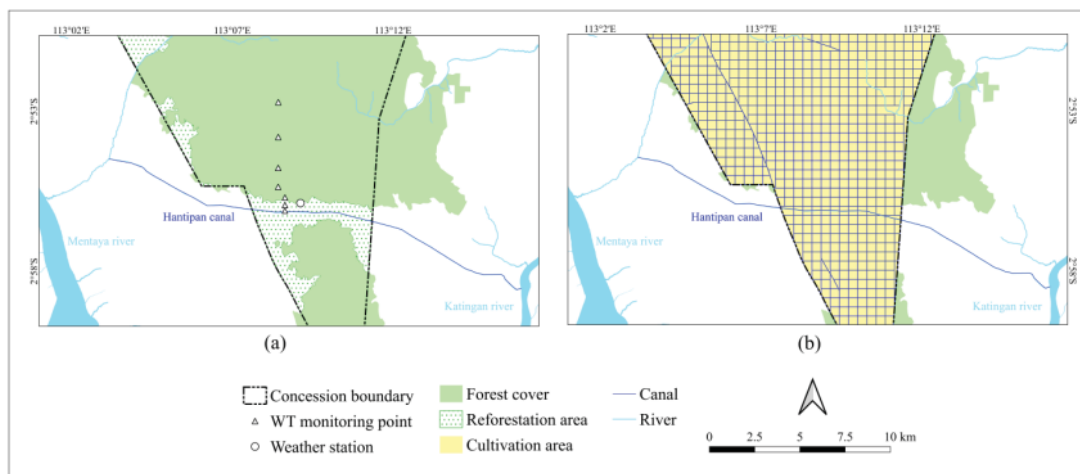 113°02'E 113°07'E 113°12'E
2°53'S
2°58'S
Hantipan canal
Mentaya river
Katingan river
(a)
113°2'E 113°7'E 113°12'E
2°53'S
2°58'S
Hantipan canal
Mentaya river
Katingan river
(b)
Concession boundary
WT monitoring point
Weather station
Forest cover
Reforestation area
Cultivation area
Canal
River
0 2.5 5 7.5 10 km